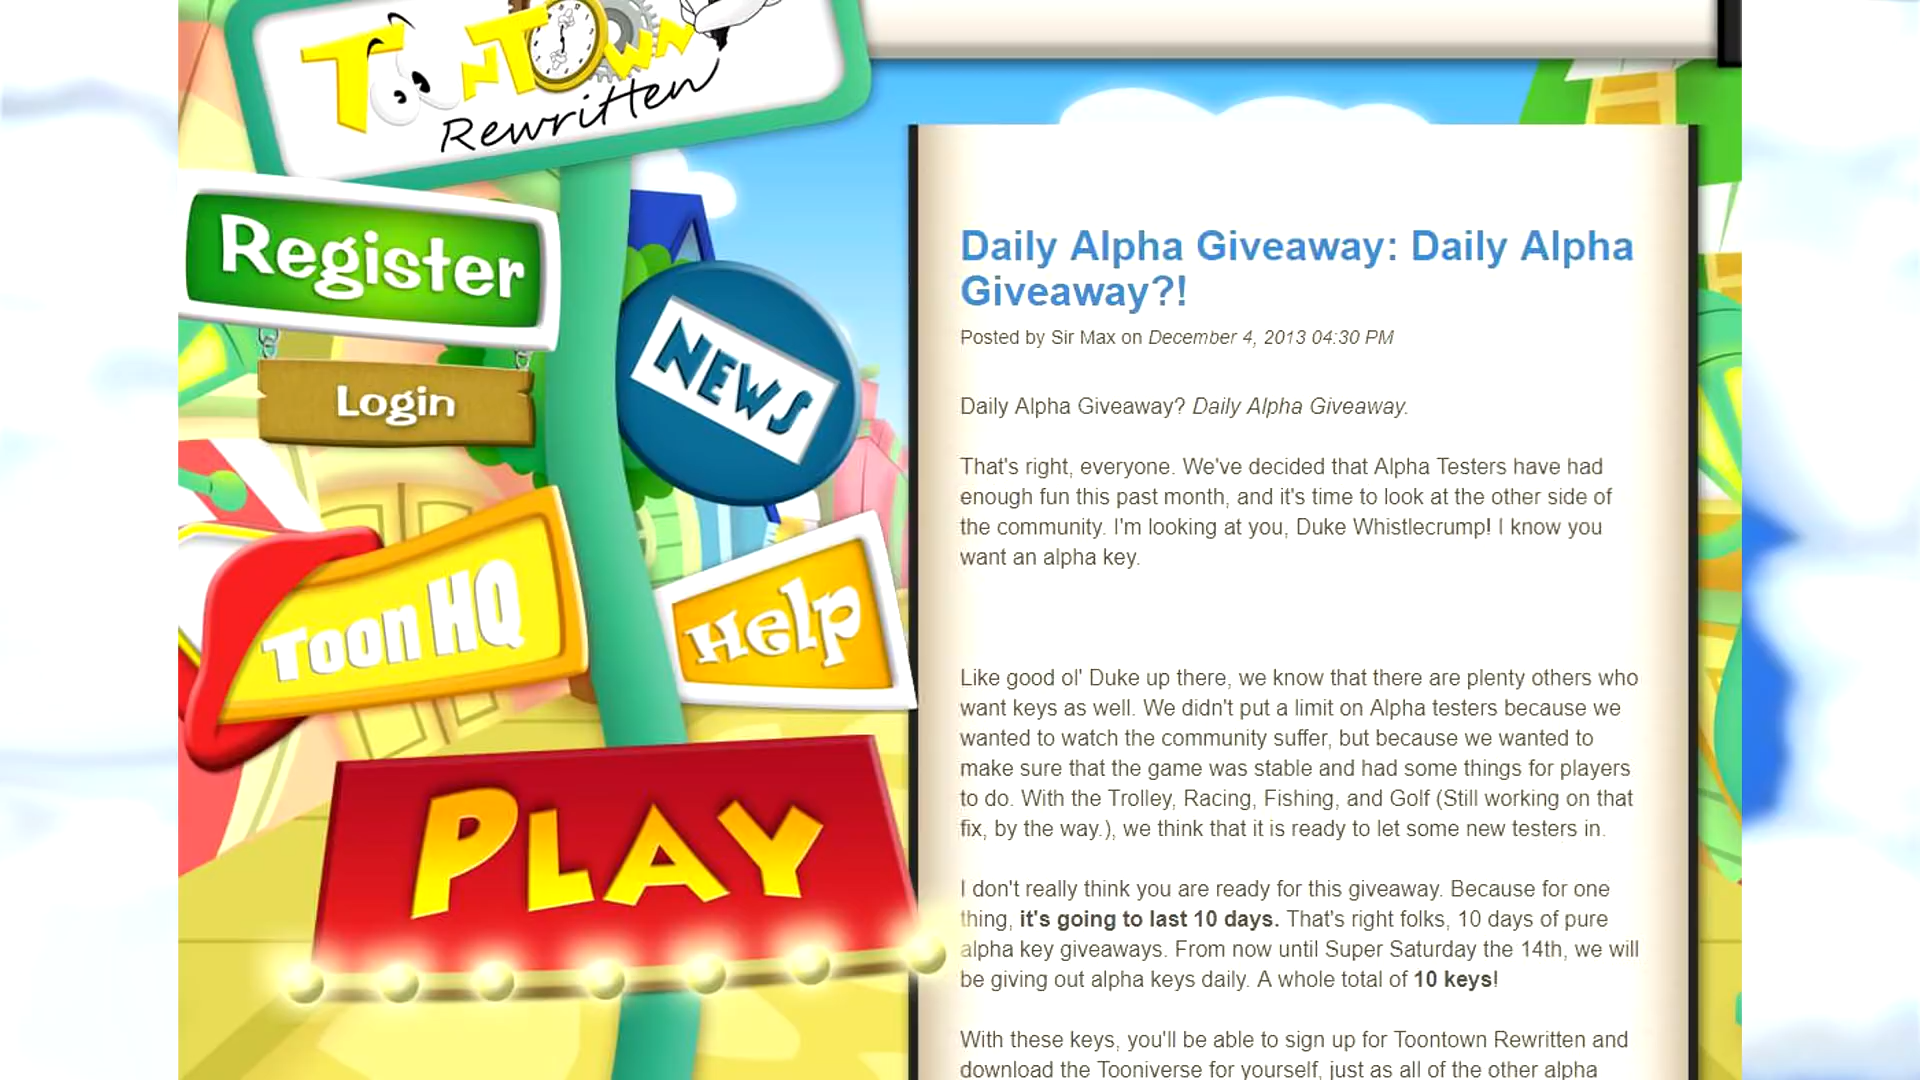 TOONTOWN
Rewritten
Register
Login
NEWS
Toon HQ
Help
PLAY
Daily Alpha Giveaway: Daily Alpha
Giveaway?!
Posted by Sir Max on December 4, 2013 04:30 PM
Daily Alpha Giveaway? Daily Alpha Giveaway.
That's right, everyone. We've decided that Alpha Testers have had
enough fun this past month, and it's time to look at the other side of
the community. I'm looking at you, Duke Whistlecrump! I know you
want an alpha key.
Like good ol' Duke up there, we know that there are plenty others who
want keys as well. We didn't put a limit on Alpha testers because we
wanted to watch the community suffer, but because we wanted to
make sure that the game was stable and had some things for players
to do. With the Trolley, Racing, Fishing, and Golf (Still working on that
fix, by the way.), we think that it is ready to let some new testers in.
I don't really think you are ready for this giveaway. Because for one
thing, it's going to last 10 days. That's right folks, 10 days of pure
alpha key giveaways. From now until Super Saturday the 14th, we will
be giving out alpha keys daily. A whole total of 10 keys!
With these keys, you'll be able to sign up for Toontown Rewritten and
download the Tooniverse for yourself, just as all of the other alpha